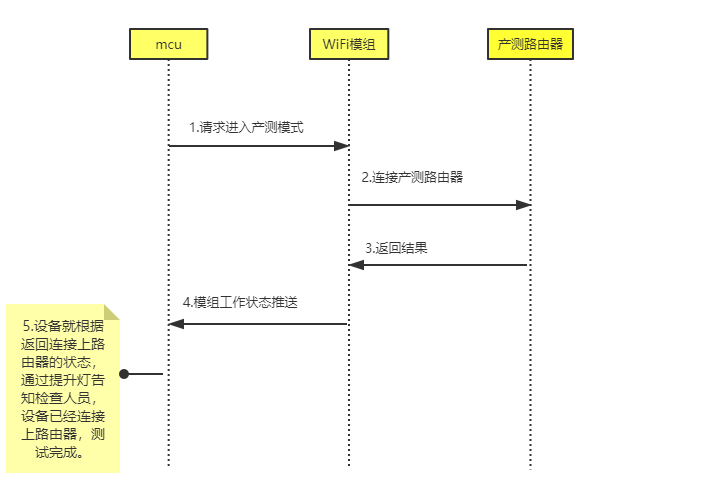 mcu
WiFi模组
产测路由器
1.请求进入产测模式
2.连接产测路由器
3.返回结果
4.模组工作状态推送
5.设备就根据
返回连接上路
由器的状态，
通过提升灯告
知检查人员，
设备已经连接
上路由器，测
试完成。